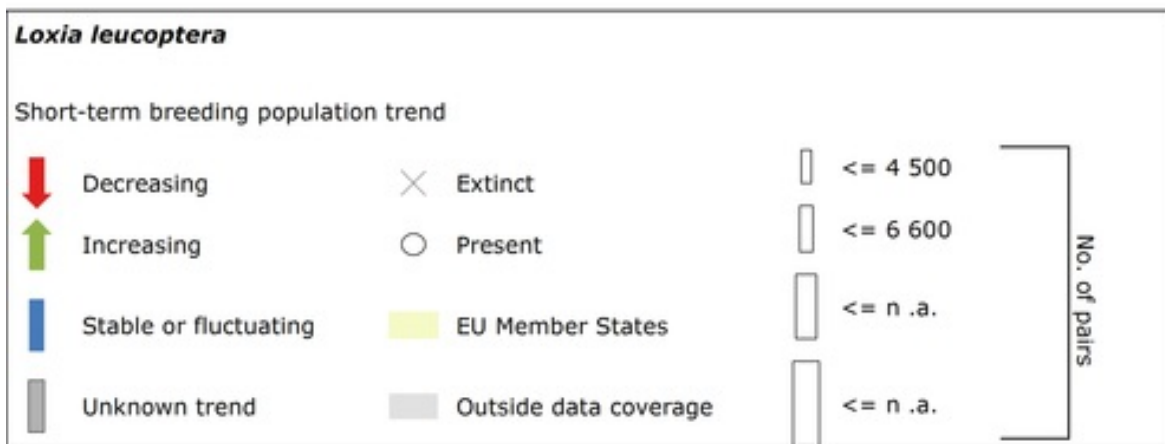 Loxia leucoptera
Short-term breeding population trend
Decreasing
Increasing
Stable or fluctuating
Unknown trend
Extinct
Present
EU Member States
Outside data coverage
<= 4 500
<= 6 600
<= n .a.
<= n .a.
No. of pairs